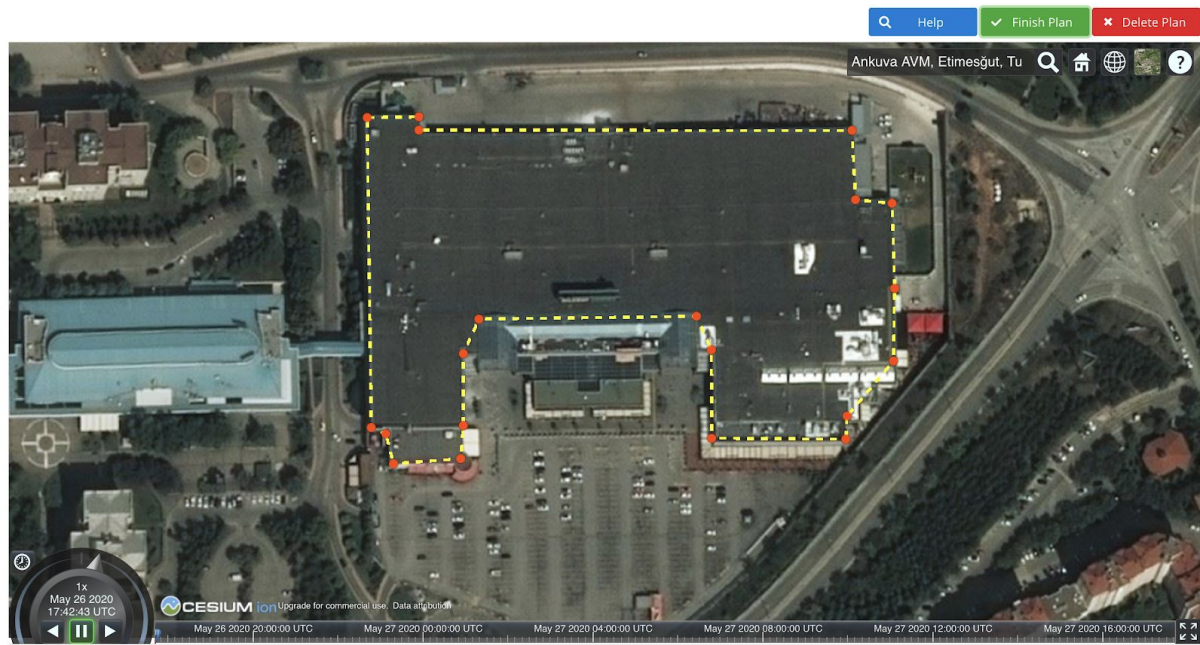 Help
Finish Plan
Delete Plan
Ankuva AVM, Etimesğut, Tu
?
1x
May 26 2020
17:42:43 UTC
CESIUM ion Upgrade for commercial use. Data attribution
May 26 2020 20:00:00 UTC
May 27 2020 00:00:00 UTC
May 27 2020 04:00:00 UTC
May 27 2020 08:00:00 UTC
May 27 2020 12:00:00 UTC
May 27 2020 16:00:00 UTC